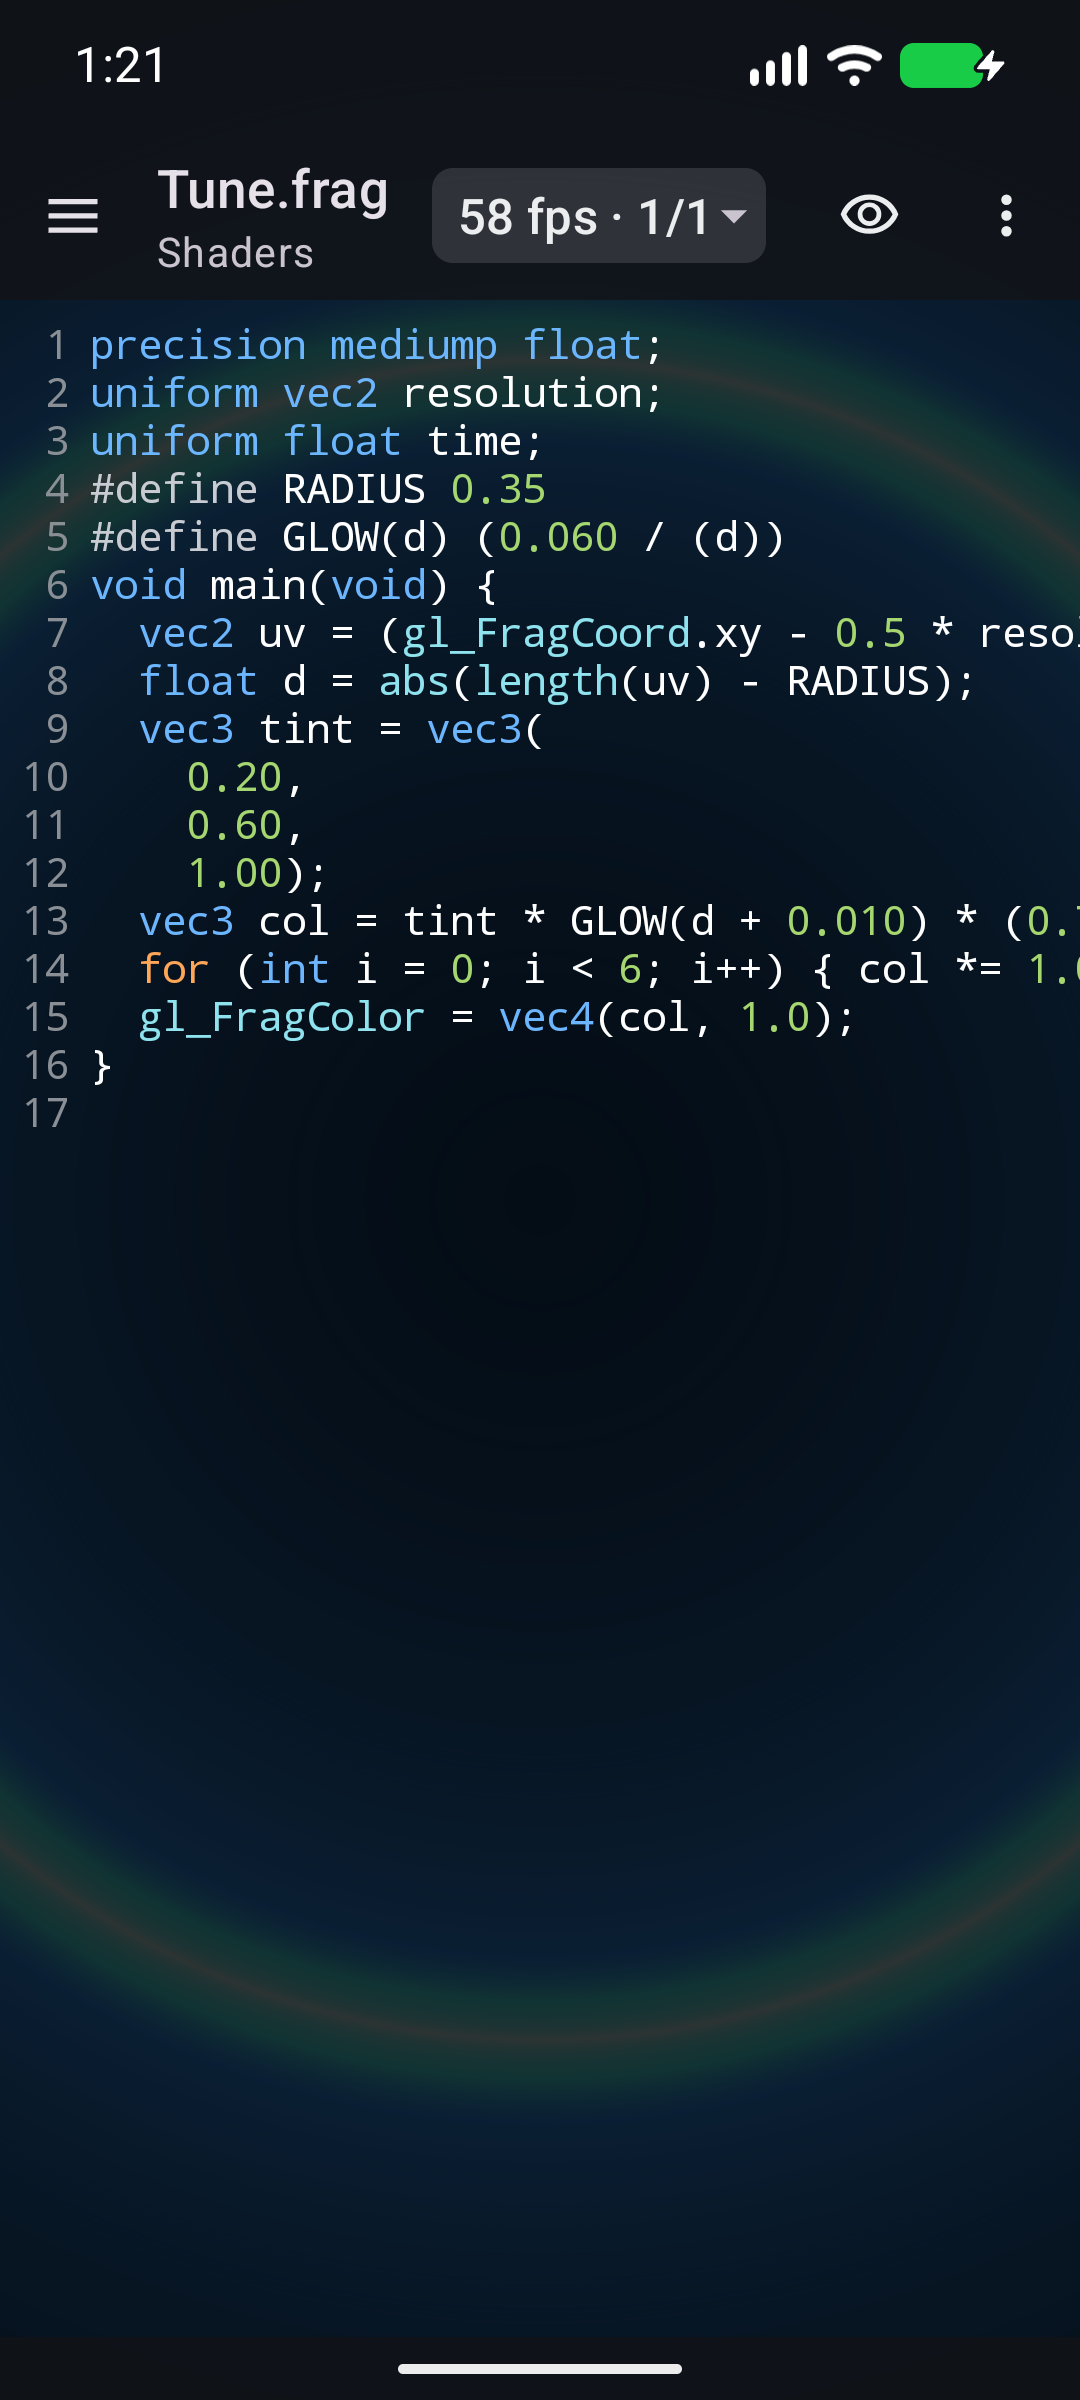 1:21
Tune.frag
Shaders
58 fps · 1/1
1 precision mediump float;
2 uniform vec2 resolution;
3 uniform float time;
4 #define RADIUS 0.35
5 #define GLOW(d) (0.060 / (d))
6 void main(void) {
7   vec2 uv = (gl_FragCoord.xy - 0.5 *
8   float d = abs(length(uv) - RADIUS);
9   vec3 tint = vec3(
10     0.20,
11     0.60,
12     1.00);
13   vec3 col = tint * GLOW(d + 0.010) * (0.
14   for (int i = 0; i < 6; i++) { col *= 1.
15   gl_FragColor = vec4(col, 1.0);
16 }
17